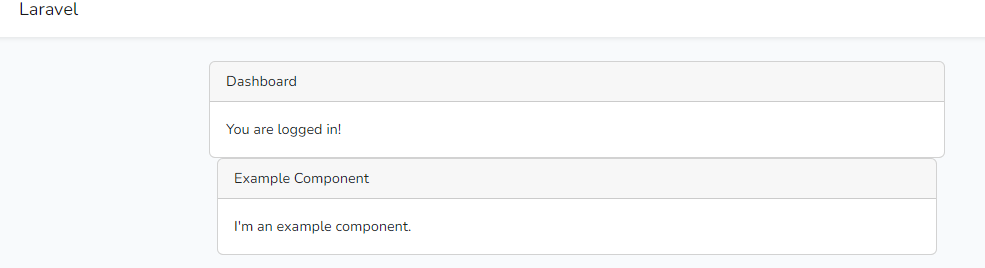 Laravel
Dashboard
You are logged in!
Example Component
I'm an example component.